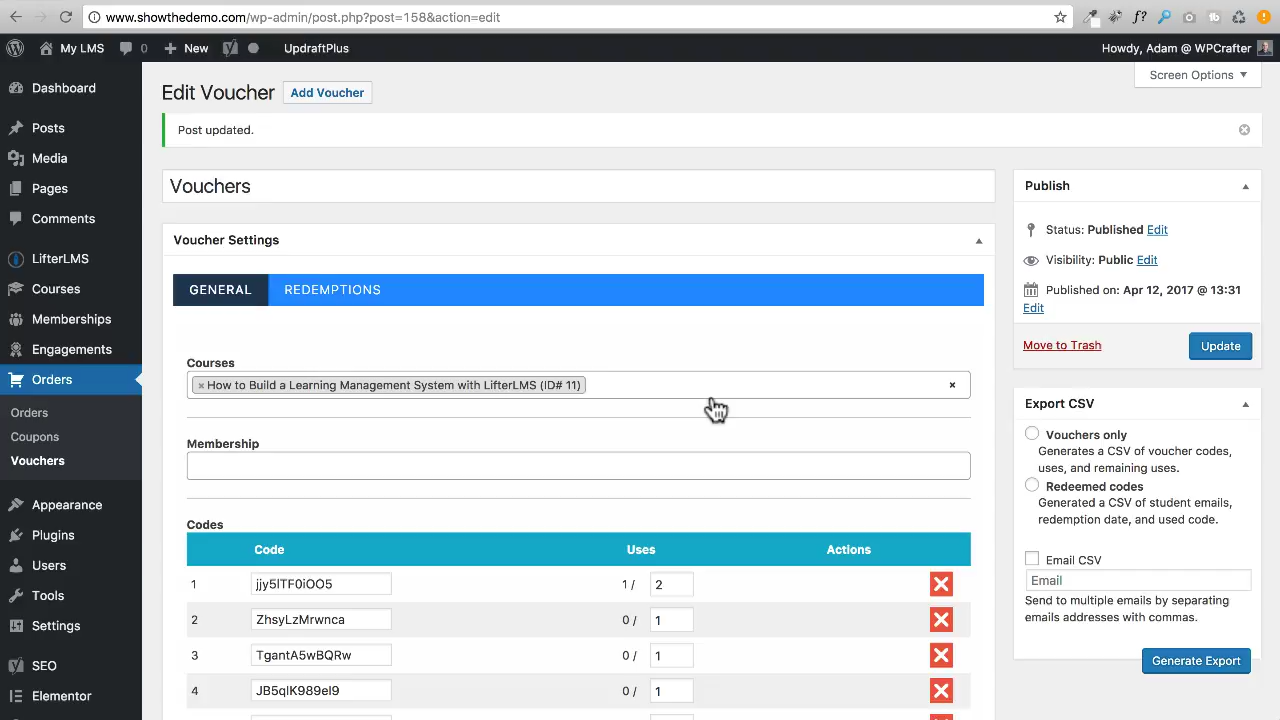 www.showthedemo.com/wp-admin/post.php?post=158&action=edit
My LMS 0 New UpdraftPlus Howdy, Adam @ WPCrafter
Screen Options
Dashboard
Posts
Media
Pages
Comments
LifterLMS
Courses
Memberships
Engagements
Orders
Orders
Coupons
Vouchers
Appearance
Plugins
Users
Tools
Settings
SEO
Elementor
Edit Voucher Add Voucher
Post updated.
Vouchers
Voucher Settings
GENERAL REDEMPTIONS
Courses
× How to Build a Learning Management System with LifterLMS (ID# 11) ×
Membership
Codes
Code Uses Actions
1 jjy5lTF0iOO5 1 / 2
2 ZhsyLzMrwnca 0 / 1
3 TgantA5wBQRw 0 / 1
4 JB5qlK989eI9 0 / 1
Publish
Status: Published Edit
Visibility: Public Edit
Published on: Apr 12, 2017 @ 13:31
Edit
Move to Trash Update
Export CSV
Vouchers only
Generates a CSV of voucher codes,
uses, and remaining uses.
Redeemed codes
Generated a CSV of student emails,
redemption date, and used code.
Email CSV
Email
Send to multiple emails by separating
emails addresses with commas.
Generate Export